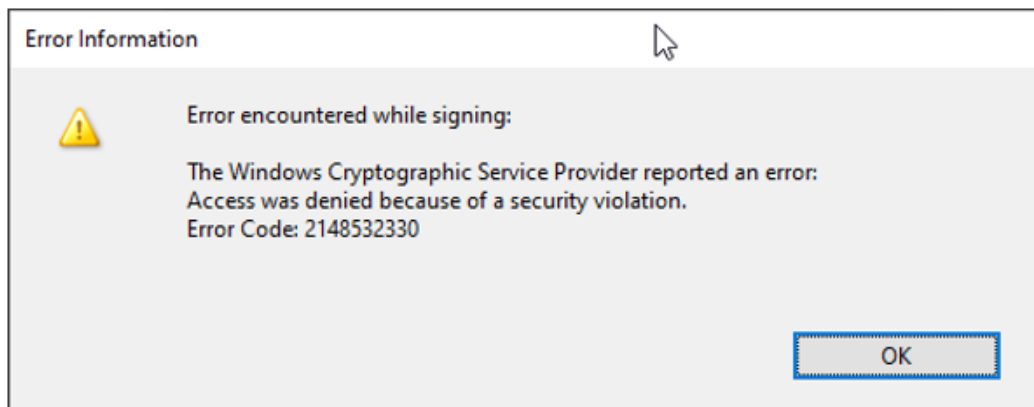 Error Information
Error encountered while signing:
The Windows Cryptographic Service Provider reported an error:
Access was denied because of a security violation.
Error Code: 2148532330
OK